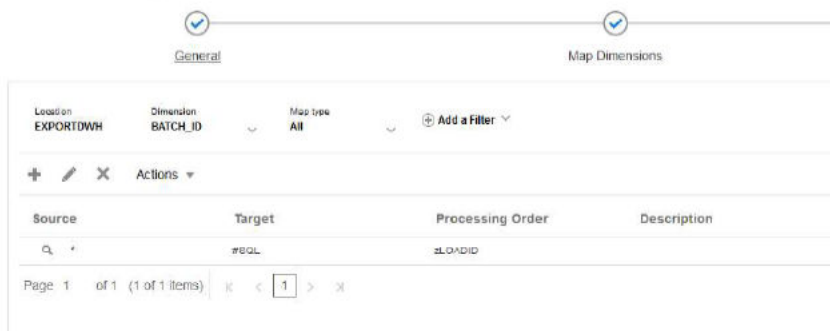 General Map Dimensions
Location Dimension Map type
EXPORTDWH BATCH_ID All Add a Filter
Actions
Source Target Processing Order Description
* #SQL zLOADID
Page 1 of 1 (1 of 1 items) 1